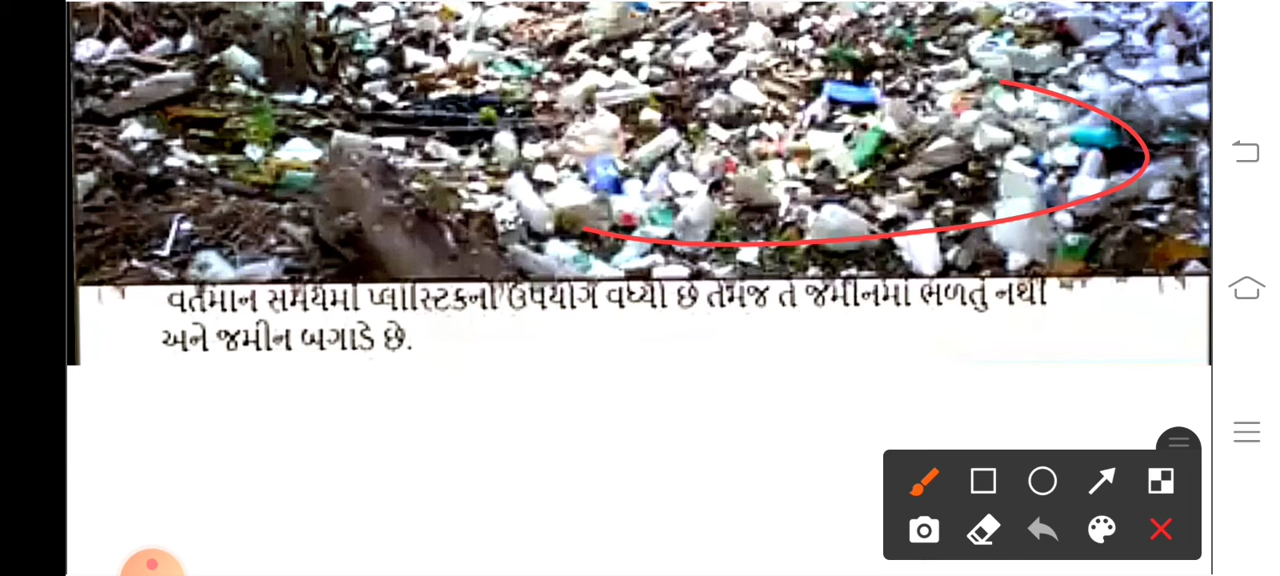 વર્તમાન સમયમાં પ્લાસ્ટિકનો ઉપયોગ વધ્યો છે તેમજ તે જમીનમાં ભળતું નથી
અને જમીન બગાડે છે.